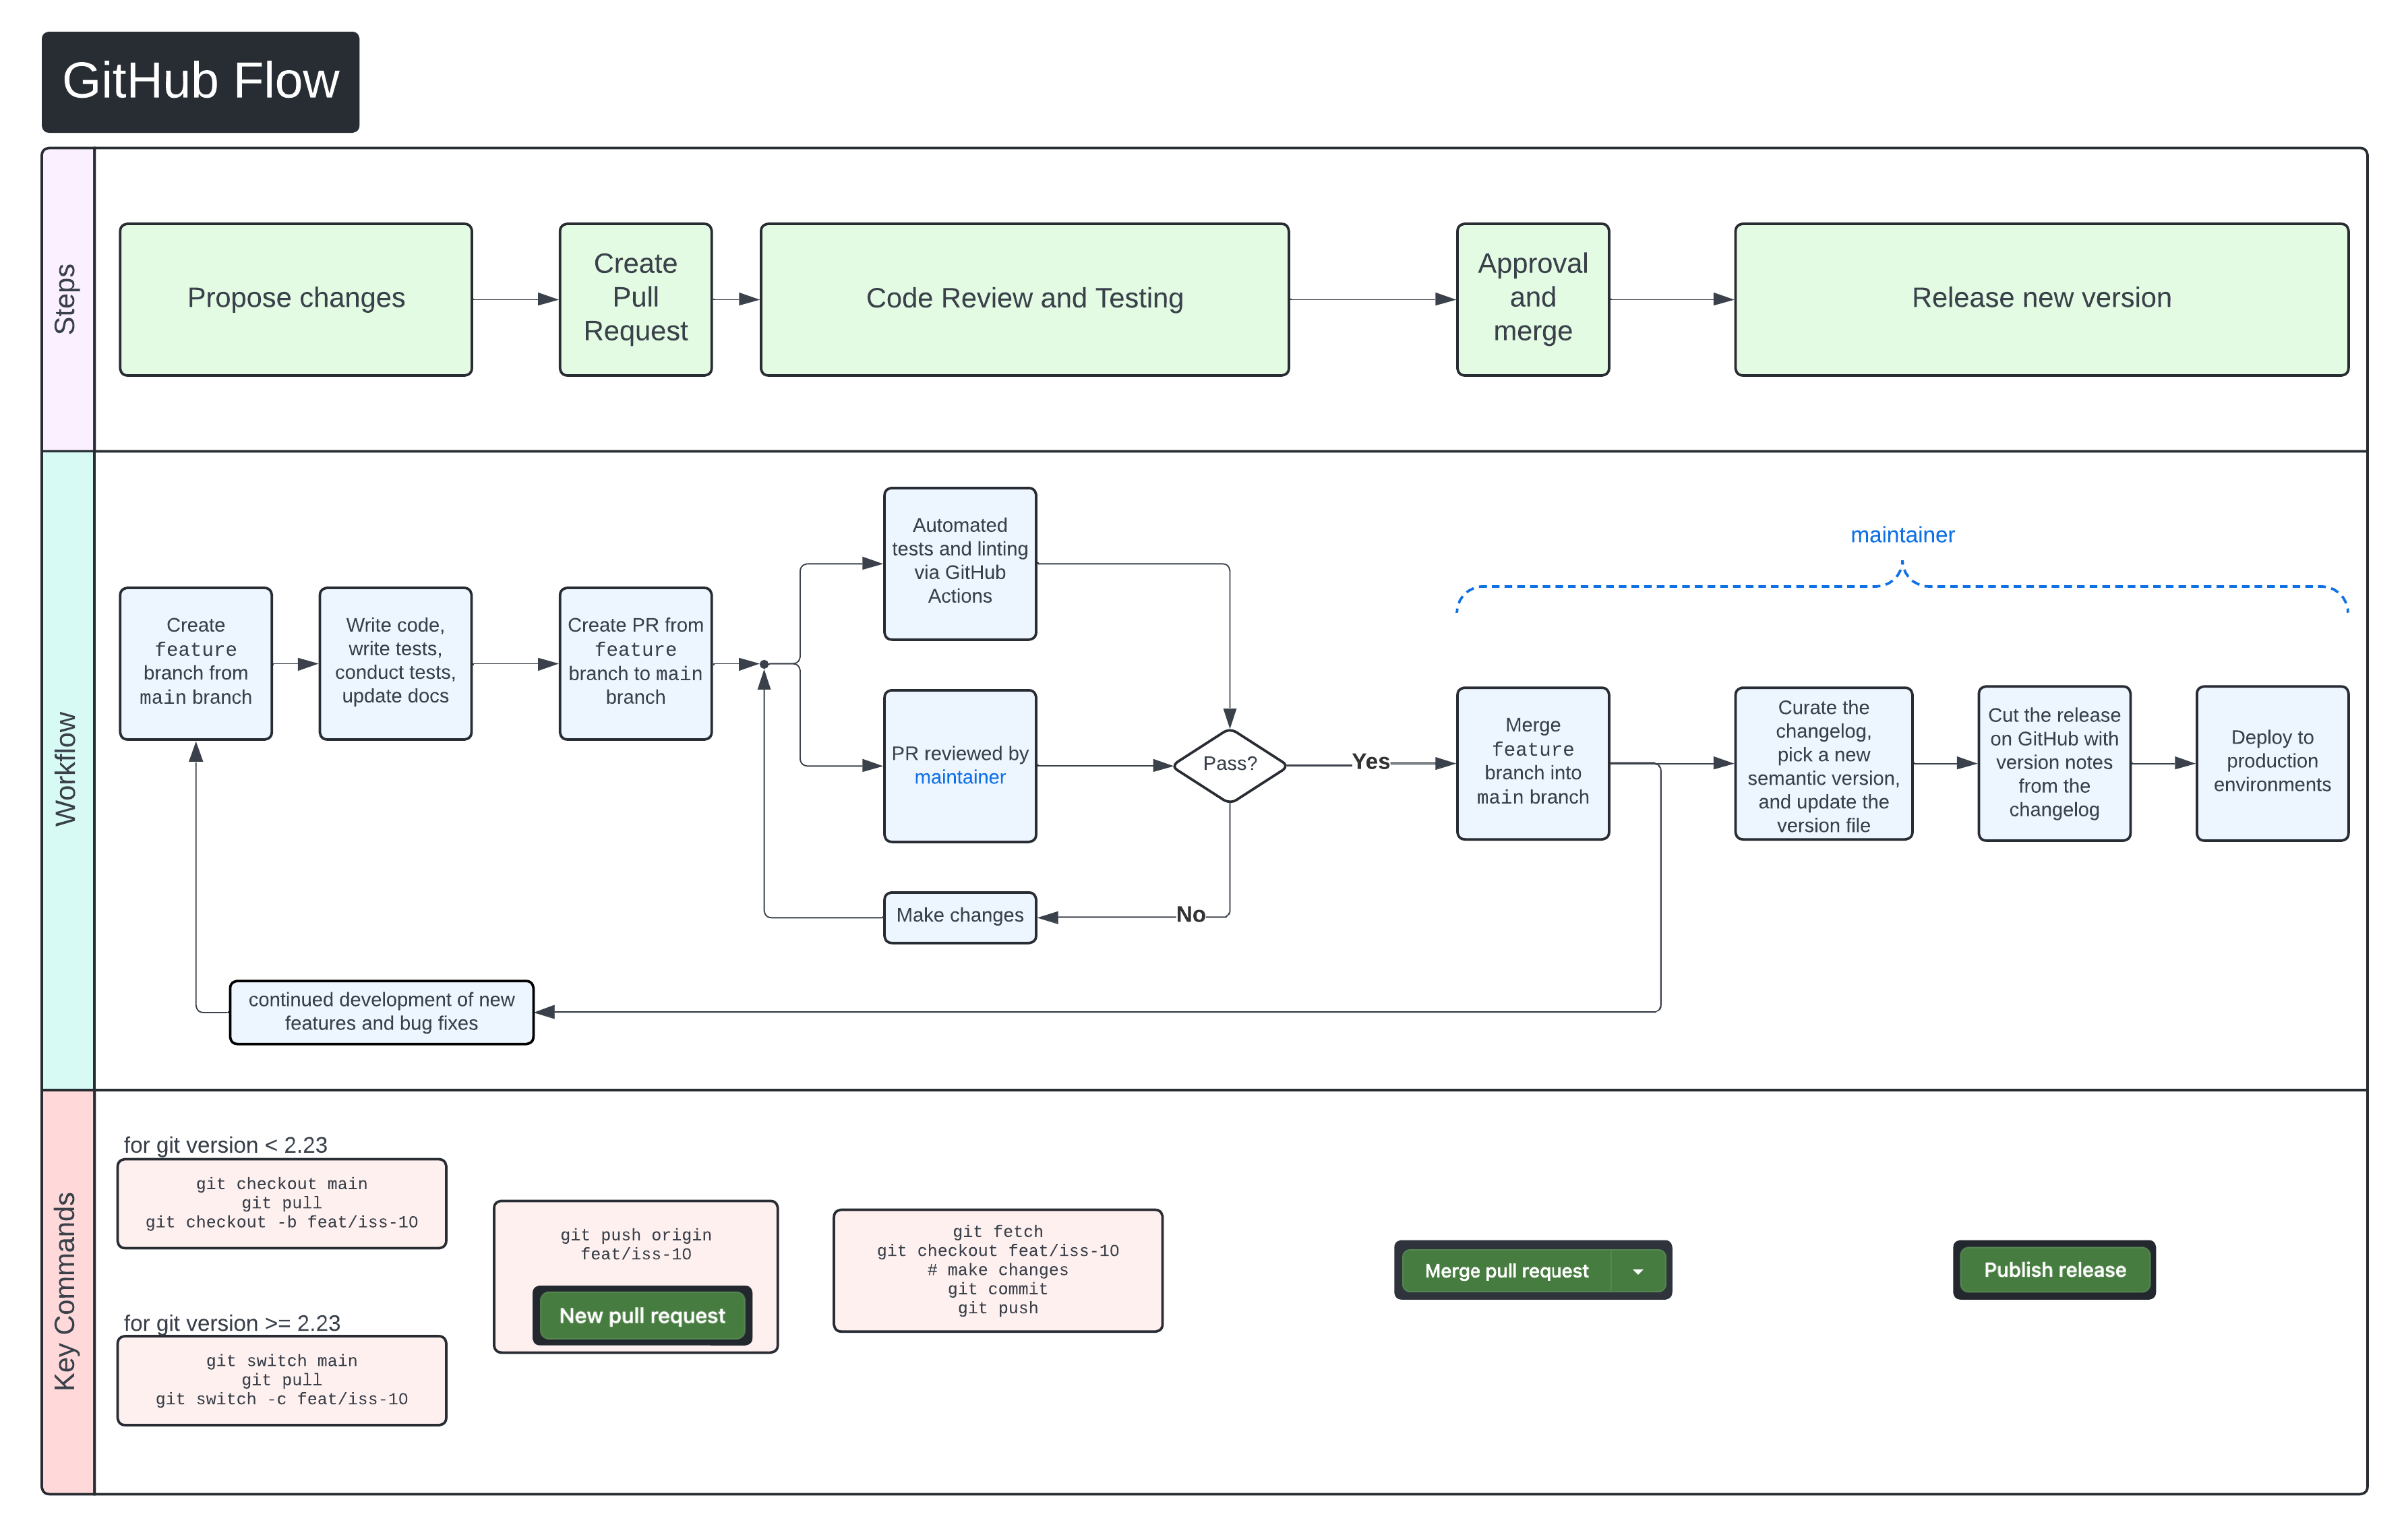 GitHub Flow
Steps
Propose changes
Create
Pull
Request
Code Review and Testing
Approval
and
merge
Release new version
Workflow
Create
feature
branch from
main branch
Write code,
write tests,
conduct tests,
update docs
Create PR from
feature
branch to main
branch
Automated
tests and linting
via GitHub
Actions
PR reviewed by
maintainer
Pass?
Yes
No
Make changes
maintainer
Merge
feature
branch into
main branch
Curate the
changelog,
pick a new
semantic version,
and update the
version file
Cut the release
on GitHub with
version notes
from the
changelog
Deploy to
production
environments
continued development of new
features and bug fixes
Key Commands
for git version < 2.23
git checkout main
git pull
git checkout -b feat/iss-10
for git version >= 2.23
git switch main
git pull
git switch -c feat/iss-10
git push origin
feat/iss-10
New pull request
git fetch
git checkout feat/iss-10
# make changes
git commit
git push
Merge pull request
Publish release